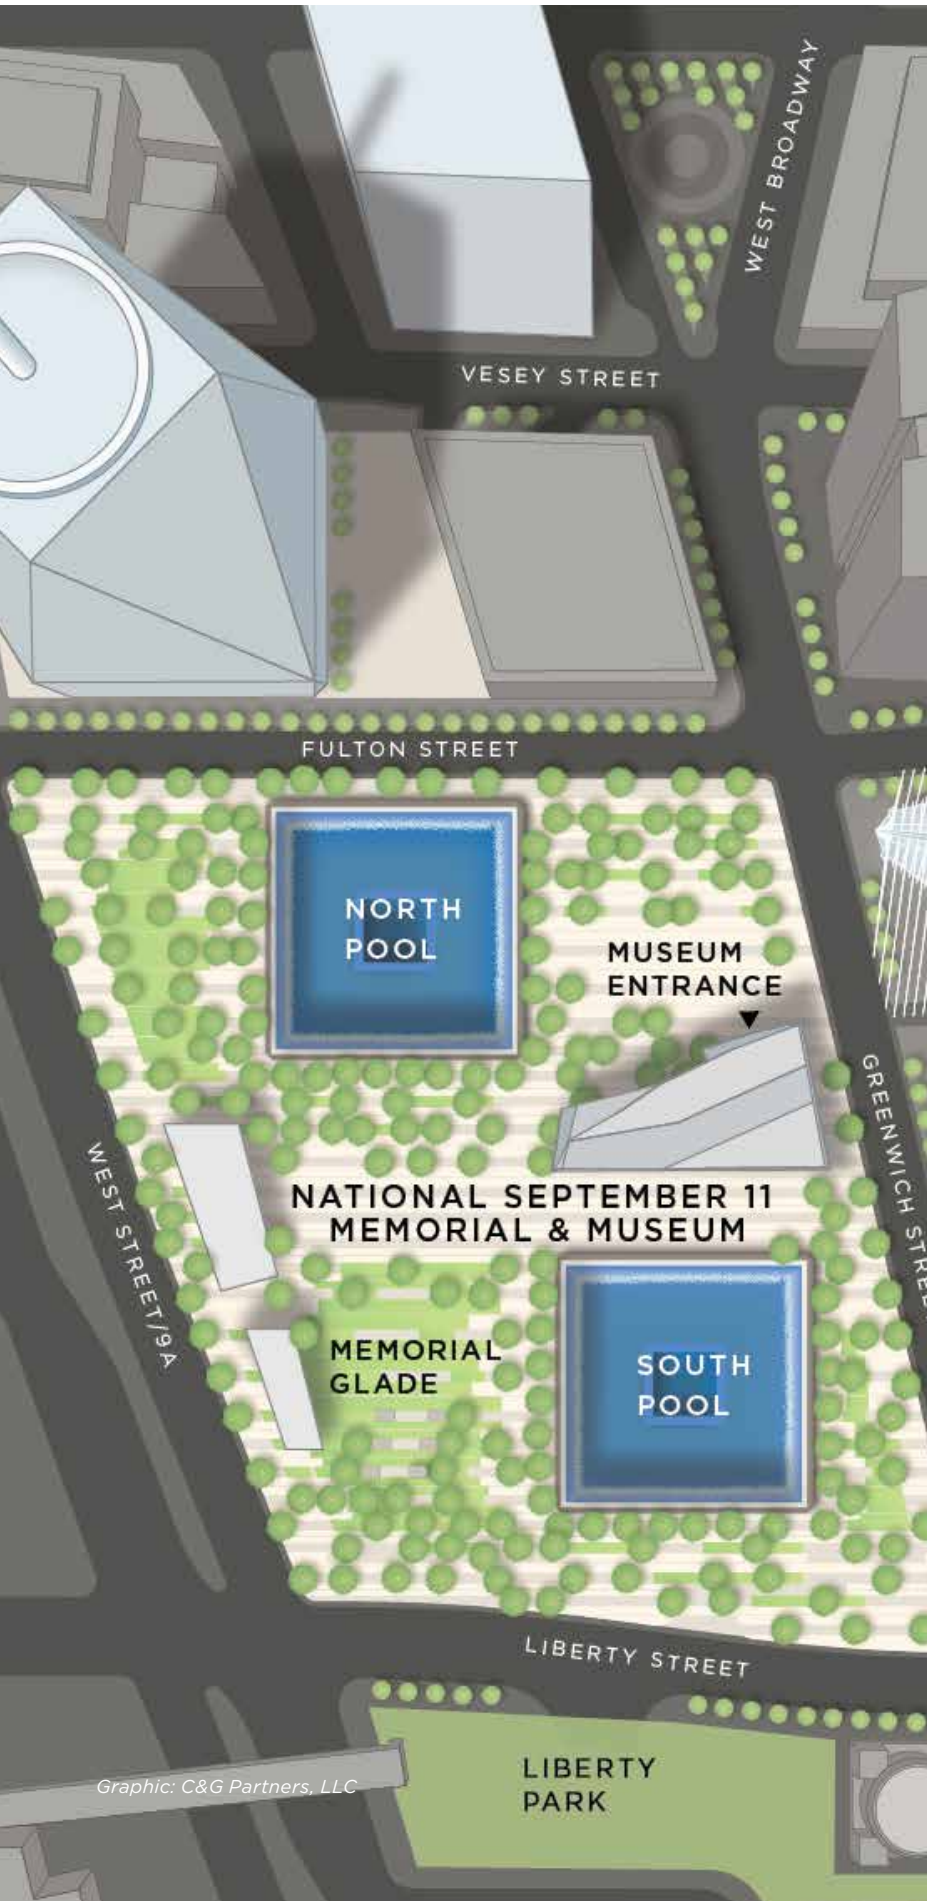 WEST BROADWAY
VESEY STREET
FULTON STREET
NORTH
POOL
MUSEUM
ENTRANCE
GREENWICH STREE
WEST STREET/9A
NATIONAL SEPTEMBER 11
MEMORIAL & MUSEUM
MEMORIAL
GLADE
SOUTH
POOL
LIBERTY STREET
LIBERTY
PARK
Graphic: C&G Partners, LLC